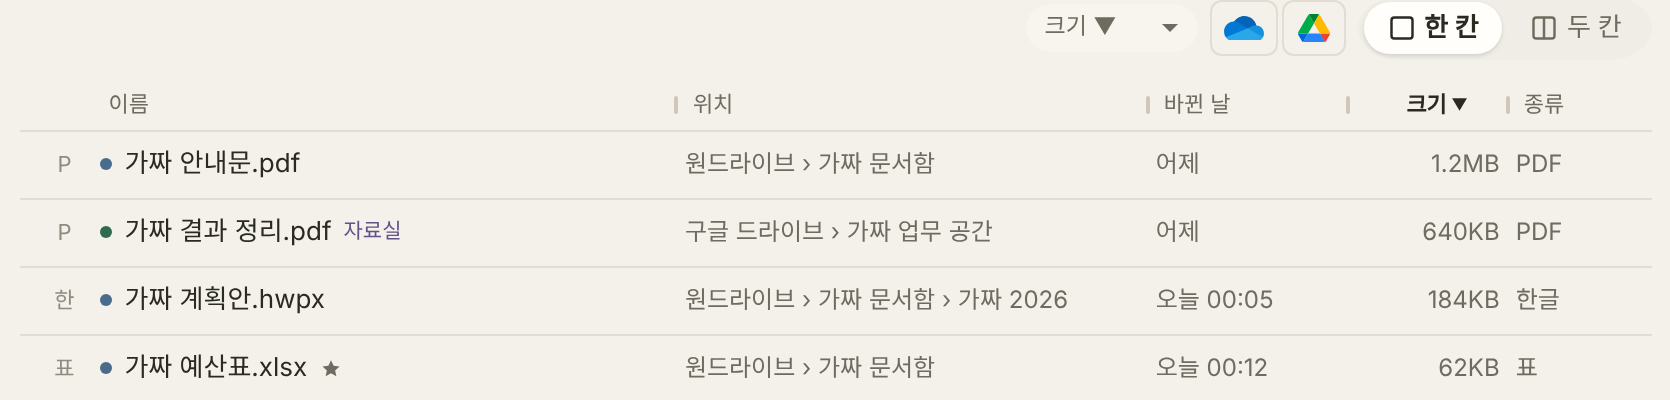 크기 ▼ 한 칸 두 칸
이름 위치 바뀐 날 크기 ▼ 종류
P 가짜 안내문.pdf 원드라이브 › 가짜 문서함 어제 1.2MB PDF
P 가짜 결과 정리.pdf 자료실 구글 드라이브 › 가짜 업무 공간 어제 640KB PDF
한 가짜 계획안.hwpx 원드라이브 › 가짜 문서함 › 가짜 2026 오늘 00:05 184KB 한글
표 가짜 예산표.xlsx ★ 원드라이브 › 가짜 문서함 오늘 00:12 62KB 표